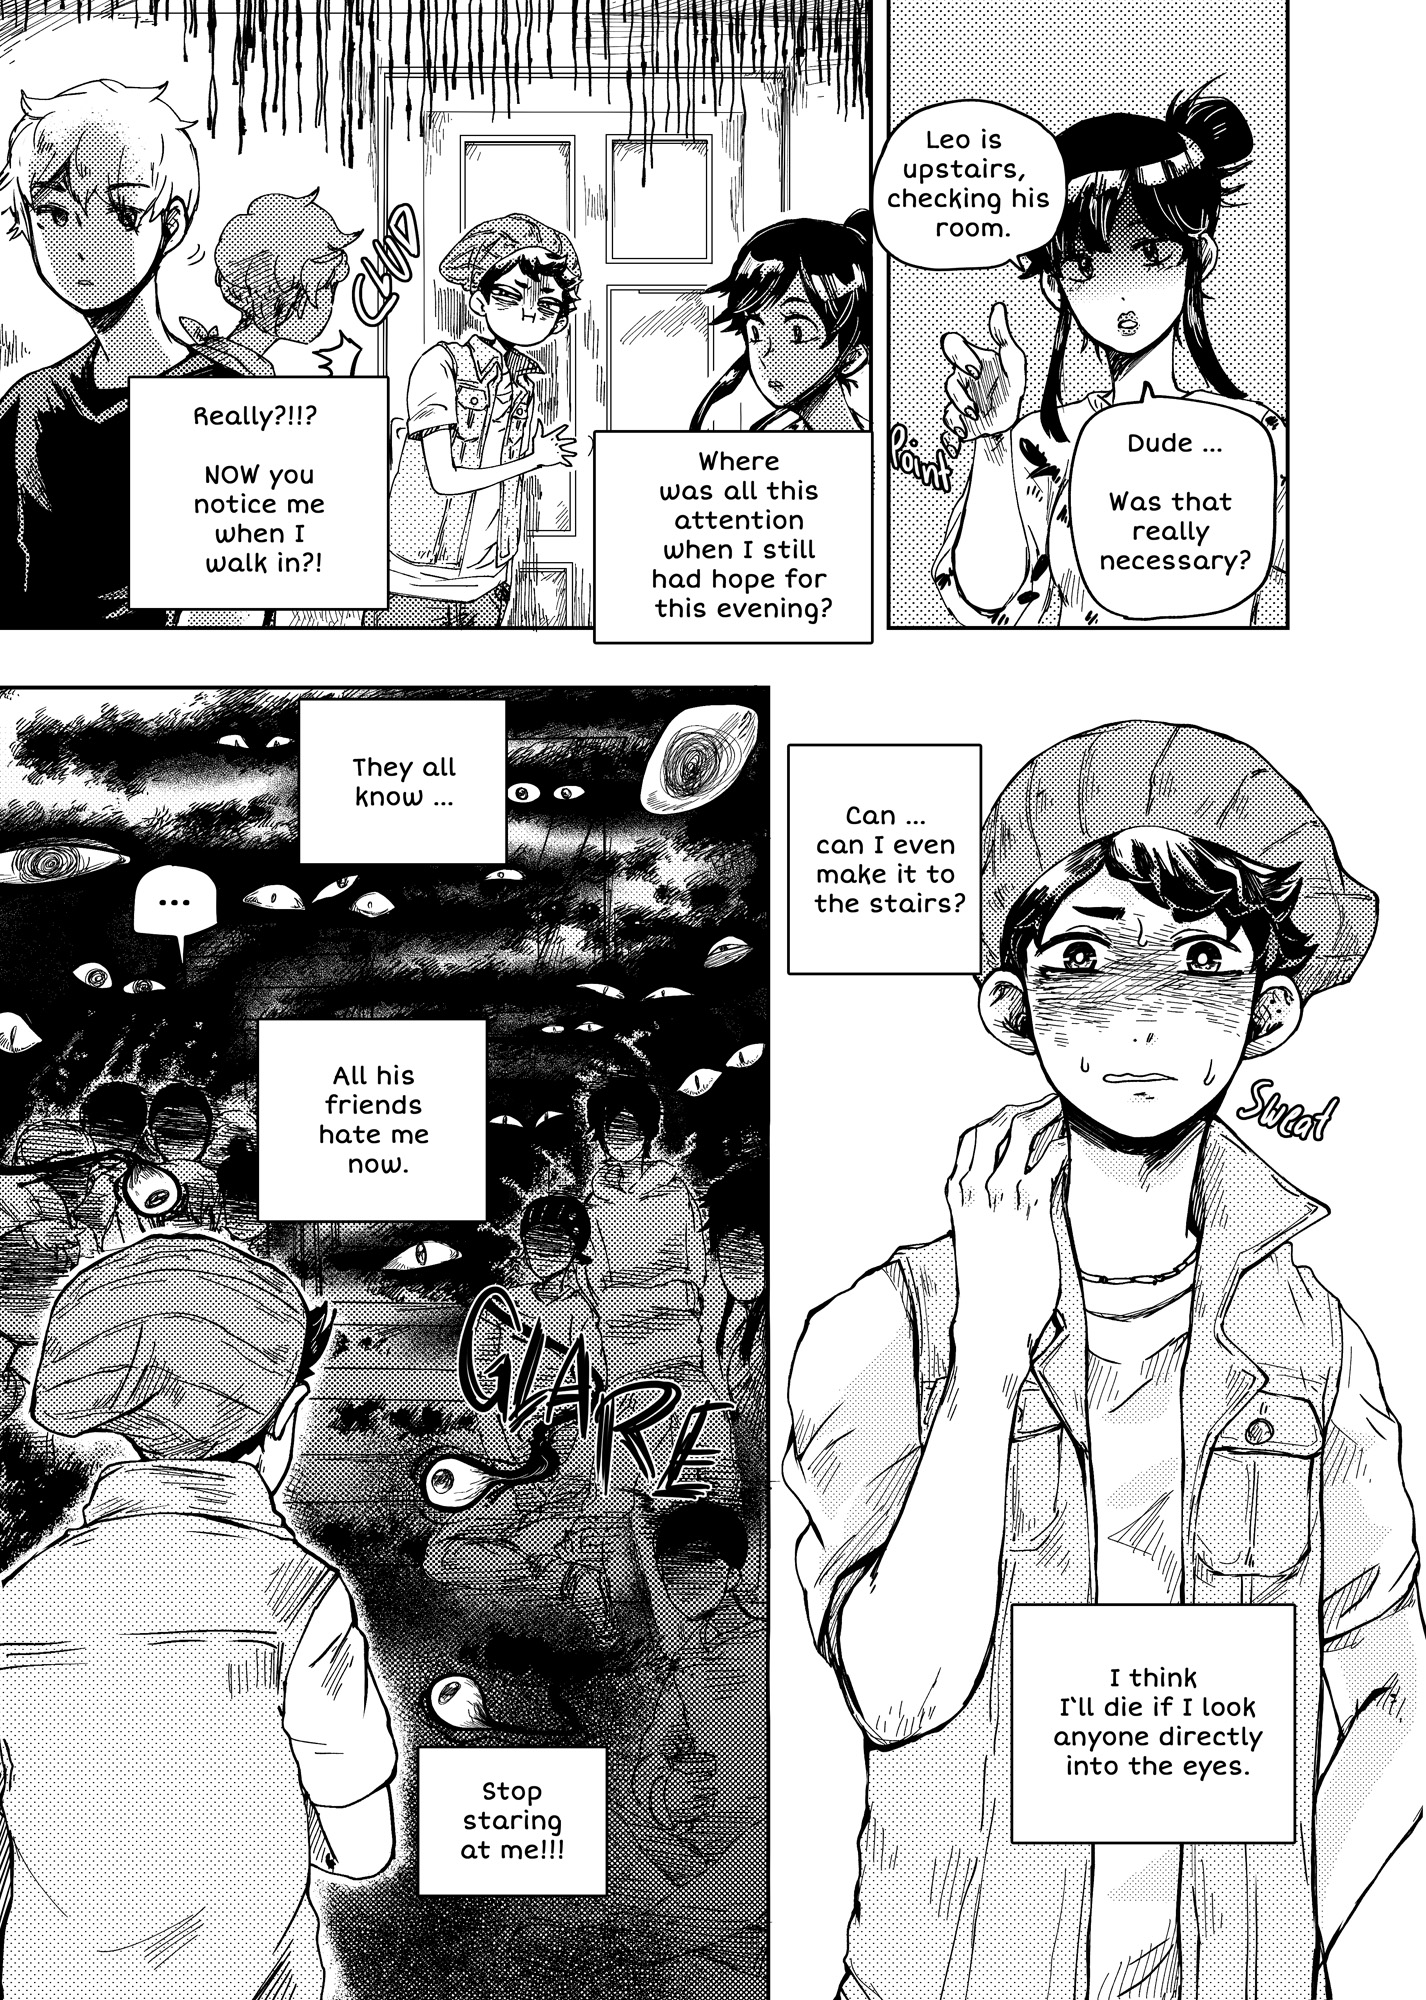 CKUD
Really?!!?
NOW you
notice me
when I
walk in?!
Where
was all this
attention
when I still
had hope for
this evening?
Leo is
upstairs,
checking his
room.
Point
Dude ...
Was that
really
necessary?
They all
know ...
...
All his
friends
hate me
now.
GLARE
Stop
staring
at me!!!
Can ...
can I even
make it to
the stairs?
Sweat
I think
I'll die if I look
anyone directly
into the eyes.